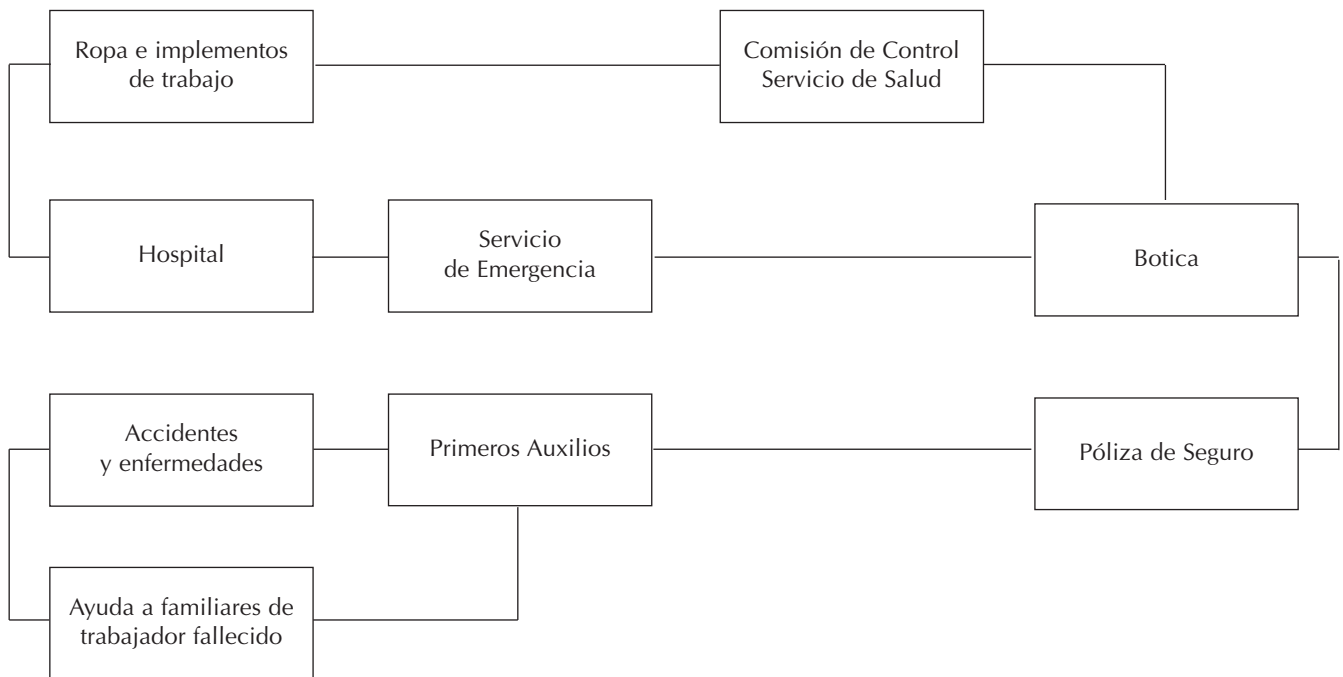 Ropa e implementos
de trabajo
Comisión de Control
Servicio de Salud
Hospital
Servicio
de Emergencia
Botica
Accidentes
y enfermedades
Primeros Auxilios
Póliza de Seguro
Ayuda a familiares de
trabajador fallecido